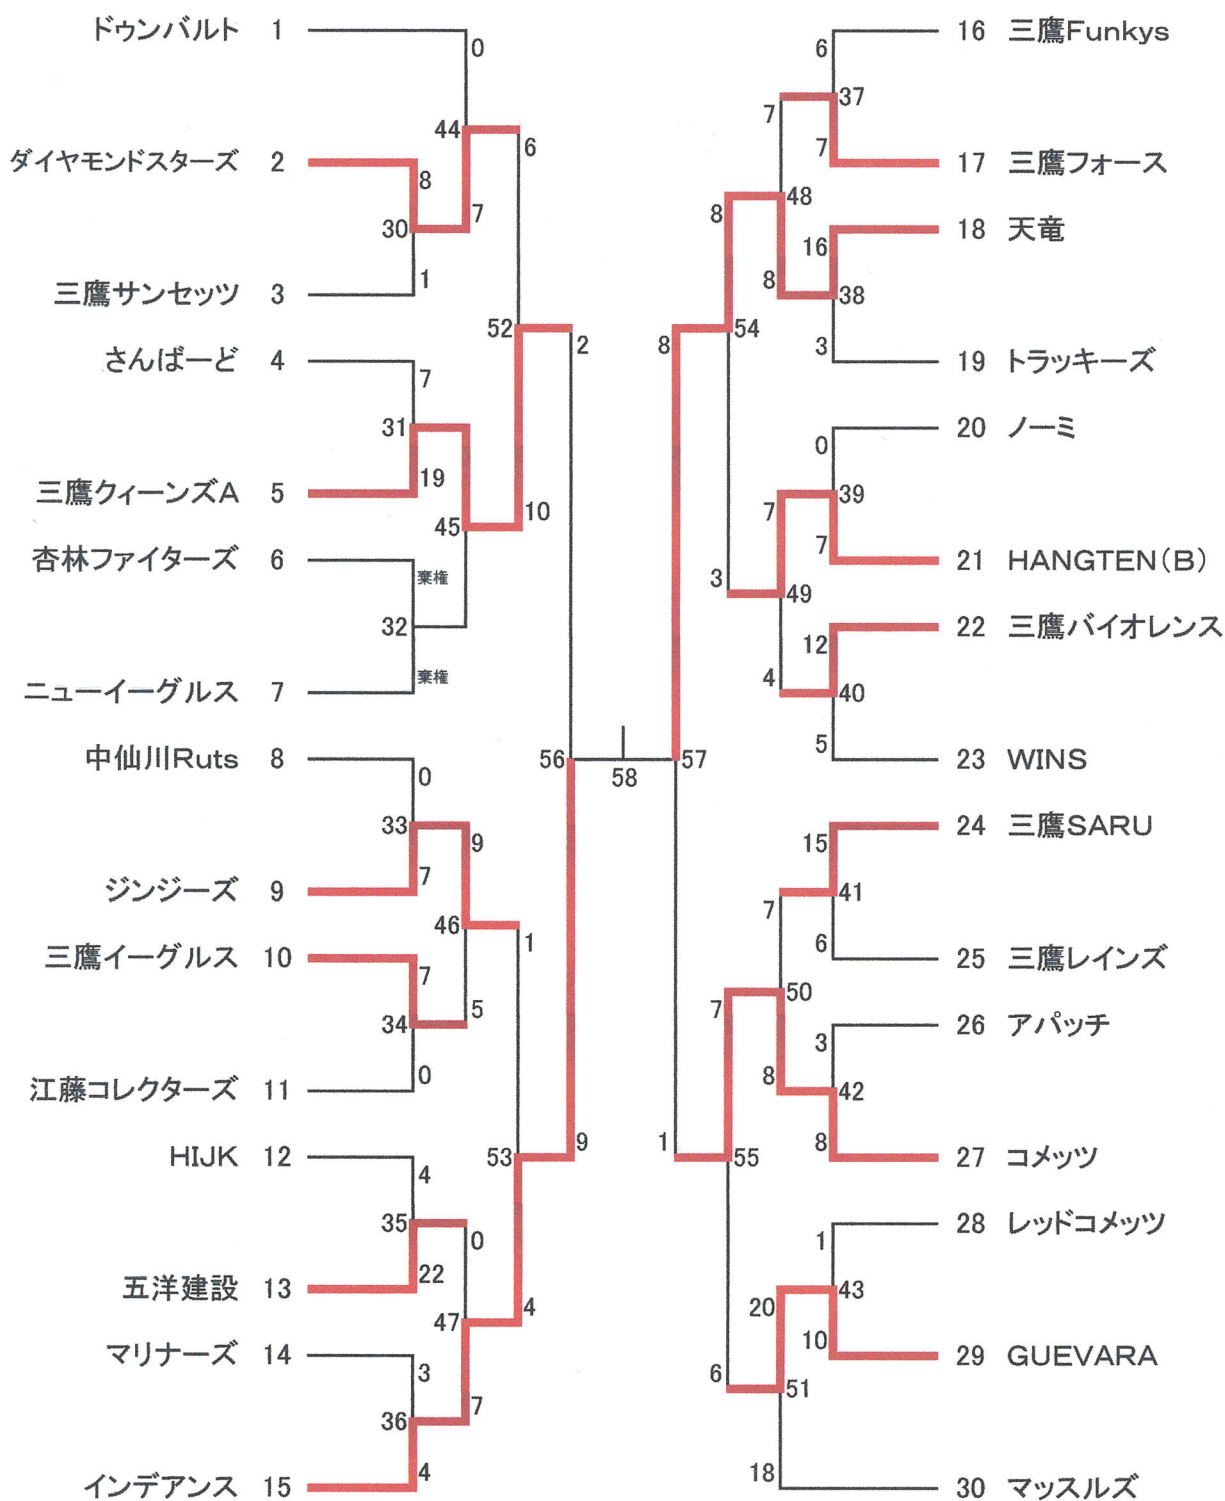 ドゥンバルト 1
0
44
6
ダイヤモンドスターズ 2
8
7
30
1
三鷹サンセッツ 3
52
2
さんばーど 4
7
31
19
三鷹クィーンズA 5
10
45
杏林ファイターズ 6
棄権
32
棄権
ニューイーグルス 7
中仙川Ruts 8
0
33
9
7
ジンジーズ 9
46
1
三鷹イーグルス 10
7
5
34
0
江藤コレクターズ 11
HIJK 12
4
53
9
35
0
22
五洋建設 13
47
4
マリナーズ 14
3
7
36
4
インデアンス 15
56
58
57
16 三鷹Funkys
6
37
7
7
17 三鷹フォース
8
48
16
18 天竜
8
38
8
54
3
19 トラッキーズ
20 ノーミ
0
39
7
7
21 HANGTEN(B)
3
49
22 三鷹バイオレンス
12
4
40
5
23 WINS
24 三鷹SARU
15
41
7
6
25 三鷹レインズ
7
50
26 アパッチ
3
8
42
8
27 コメッツ
1
55
28 レッドコメッツ
1
43
20
10
29 GUEVARA
6
51
18
30 マッスルズ